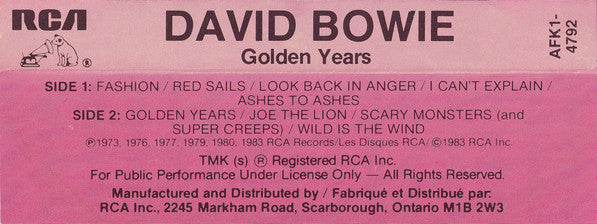 RCA
DAVID BOWIE
Golden Years
AFK1-
4792
SIDE 1: FASHION / RED SAILS / LOOK BACK IN ANGER / I CAN'T EXPLAIN /
ASHES TO ASHES
SIDE 2: GOLDEN YEARS / JOE THE LION / SCARY MONSTERS (and
SUPER CREEPS) / WILD IS THE WIND
Ⓟ1973, 1976, 1977, 1979, 1980, 1983 RCA Records/Les Disques RCA/©1983 RCA Inc.
TMK (s) ® Registered RCA Inc.
For Public Performance Under License Only — All Rights Reserved.
Manufactured and Distributed by / Fabriqué et Distribué par:
RCA Inc., 2245 Markham Road, Scarborough, Ontario M1B 2W3